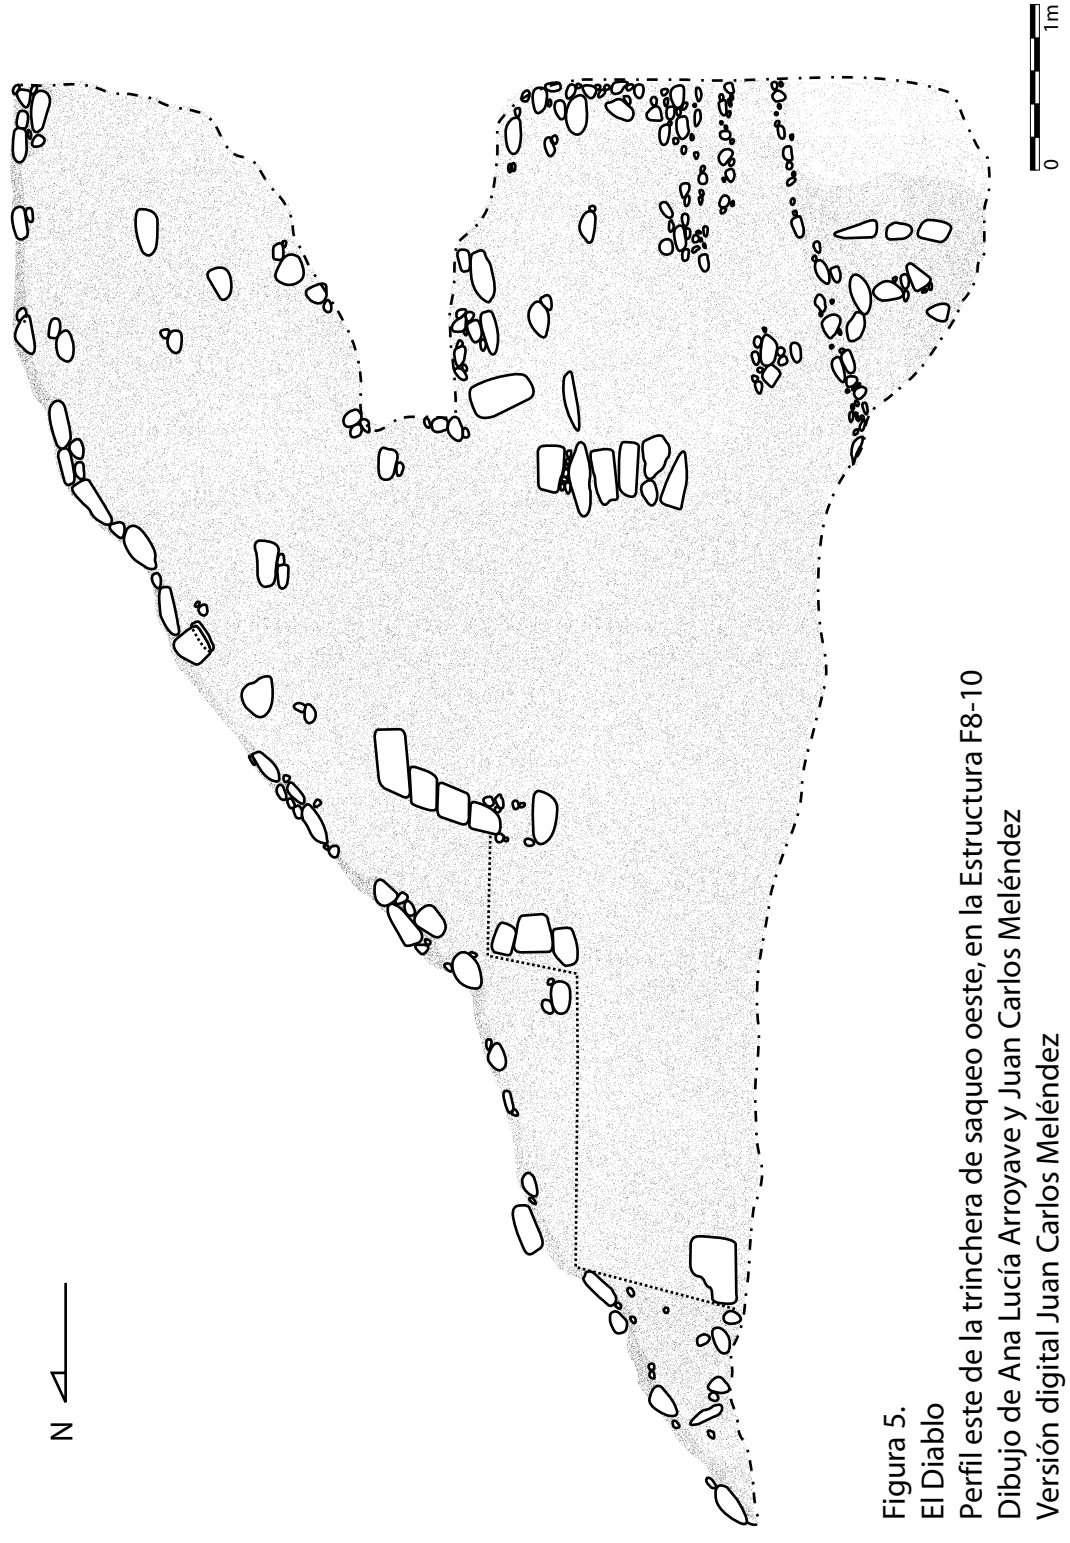 Figura 5.
El Diablo
Perfil este de la trinchera de saqueo oeste, en la Estructura F8-10
Dibujo de Ana Lucía Arroyave y Juan Carlos Meléndez
Versión digital Juan Carlos Meléndez
N
0
1m